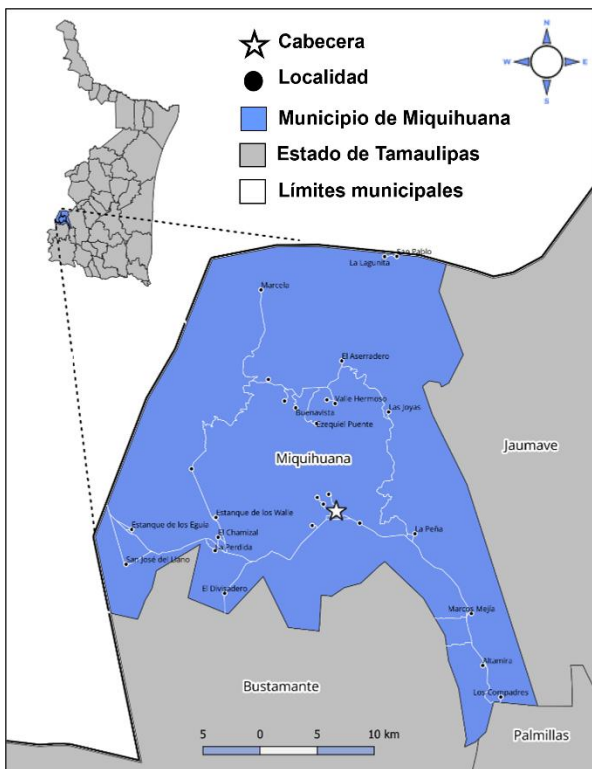 Cabecera
Localidad
Municipio de Miquihuana
Estado de Tamaulipas
Límites municipales
N
W
E
S
San Pablo
La Lagunita
Marcela
El Aserradero
Valle Hermoso
Buenavista
Las Joyas
Ezequiel Puente
Jaumave
Miquihuana
Estanque de los Walle
Estanque de los Eguía
El Chamizal
La Perdida
La Peña
San José del Llano
El Divisadero
Marcos Mejía
Altamira
Los Compadres
Bustamante
Palmillas
5 0 5 10 km